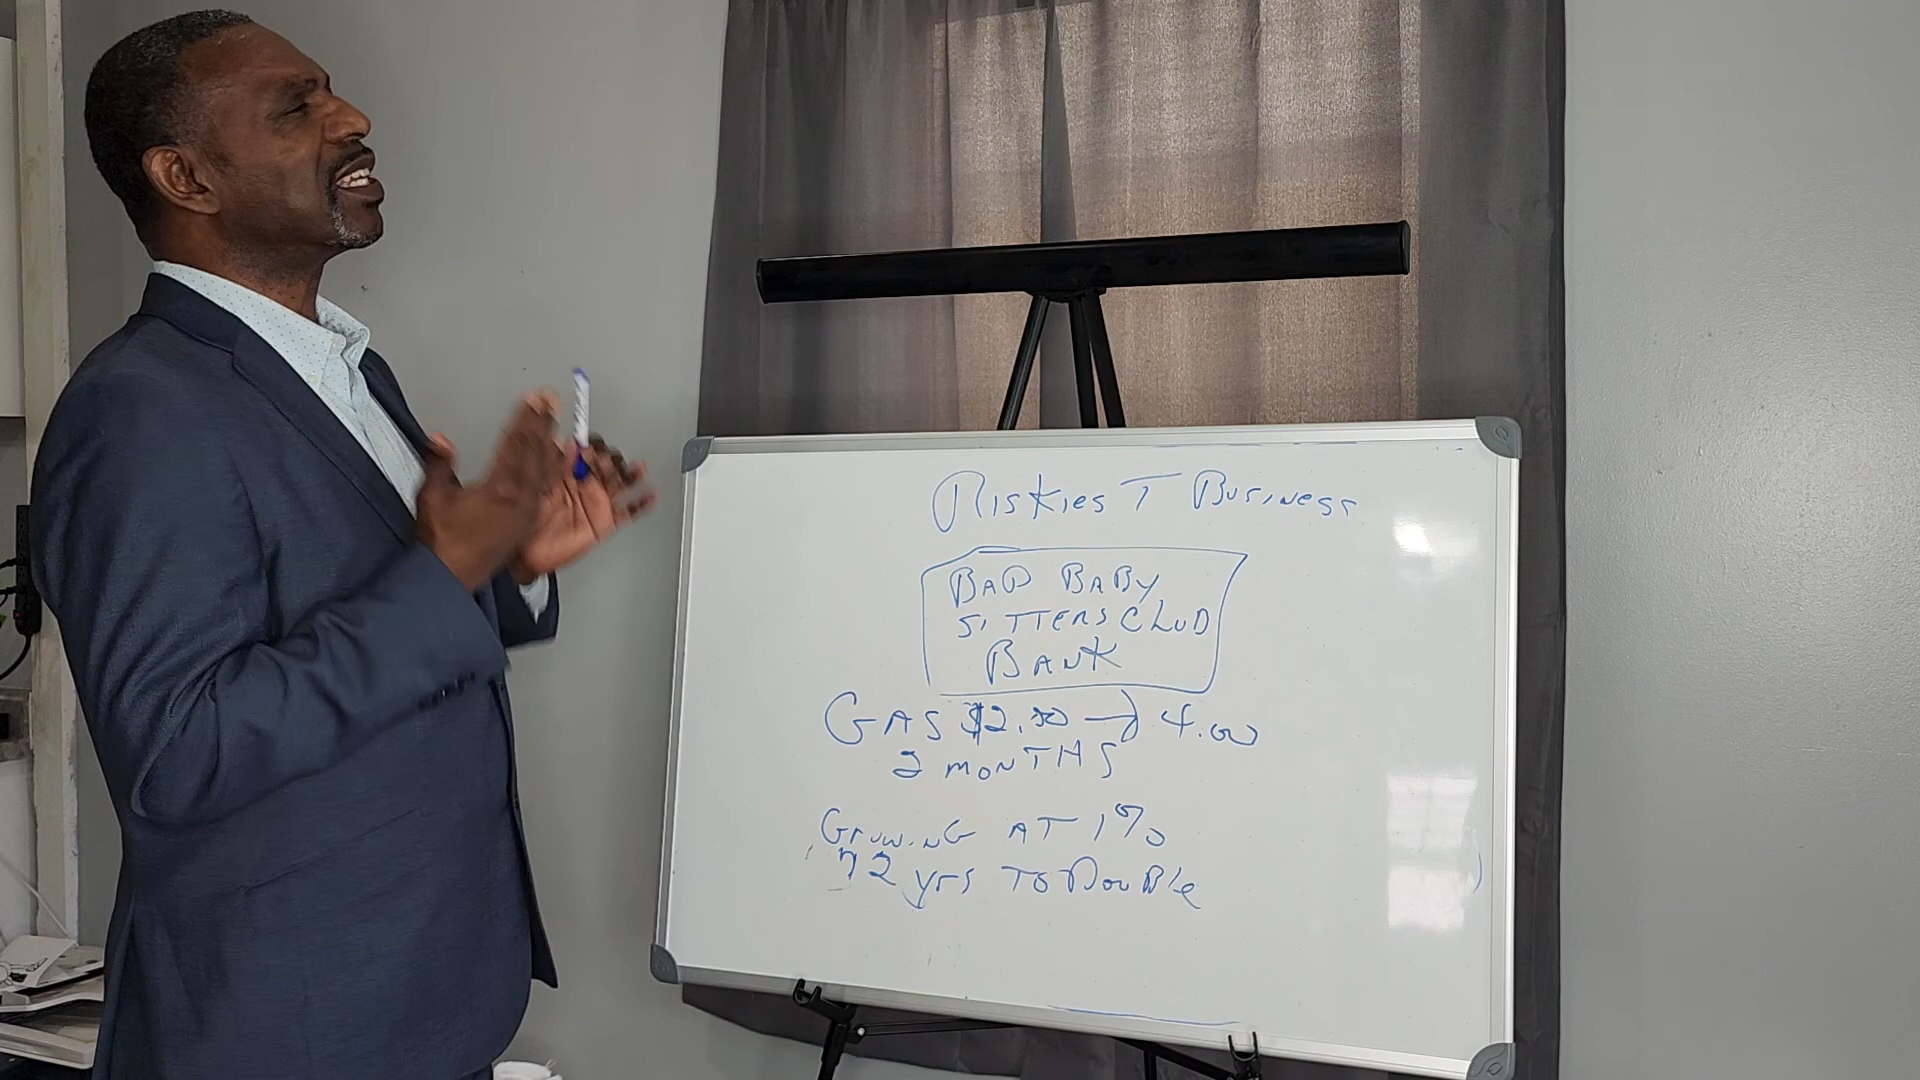 Riskies T Business
BAD BABY
SITTERS CLUB
BANK
GAS $2.50 → 4.00
2 MONTHS
Growing AT 1%
72 yrs To Double